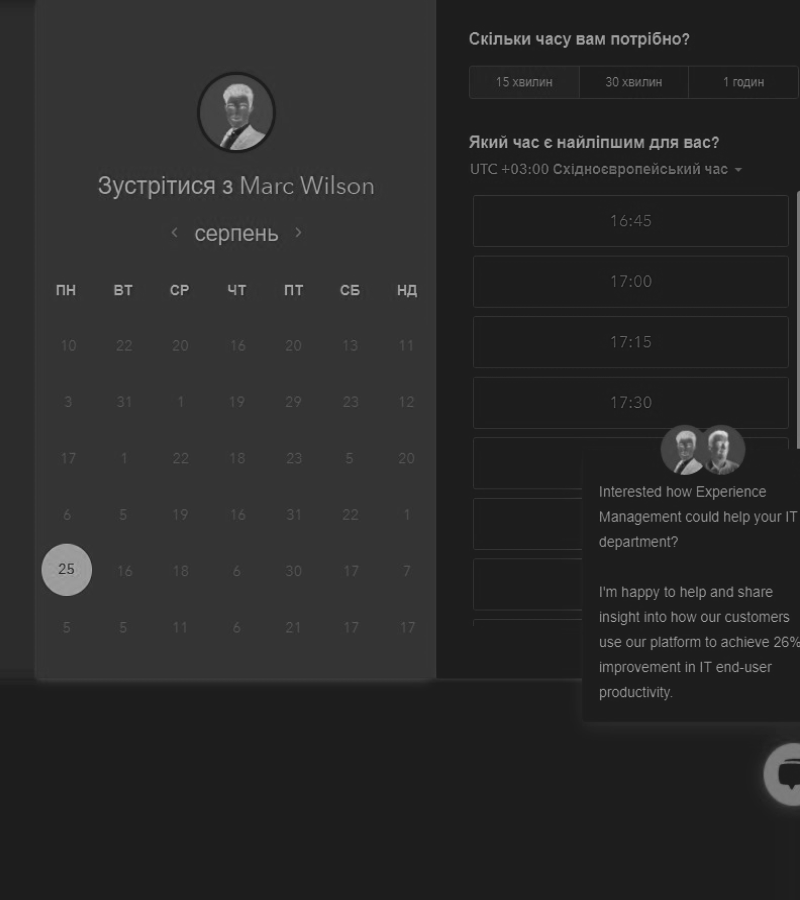 Зустрітися з Marc Wilson
серпень
ПН ВТ СР ЧТ ПТ СБ НД
10 22 20 16 20 13 11
3 31 1 19 29 23 12
17 1 22 18 23 5 20
6 5 19 16 31 22 1
25 16 18 6 30 17 7
5 5 11 6 21 17 17
Скільки часу вам потрібно?
15 хвилин 30 хвилин 1 годин
Який час є найліпшим для вас?
UTC +03:00 Східноєвропейський час
16:45
17:00
17:15
17:30
Interested how Experience
Management could help your IT
department?
I'm happy to help and share
insight into how our customers
use our platform to achieve 26%
improvement in IT end-user
productivity.